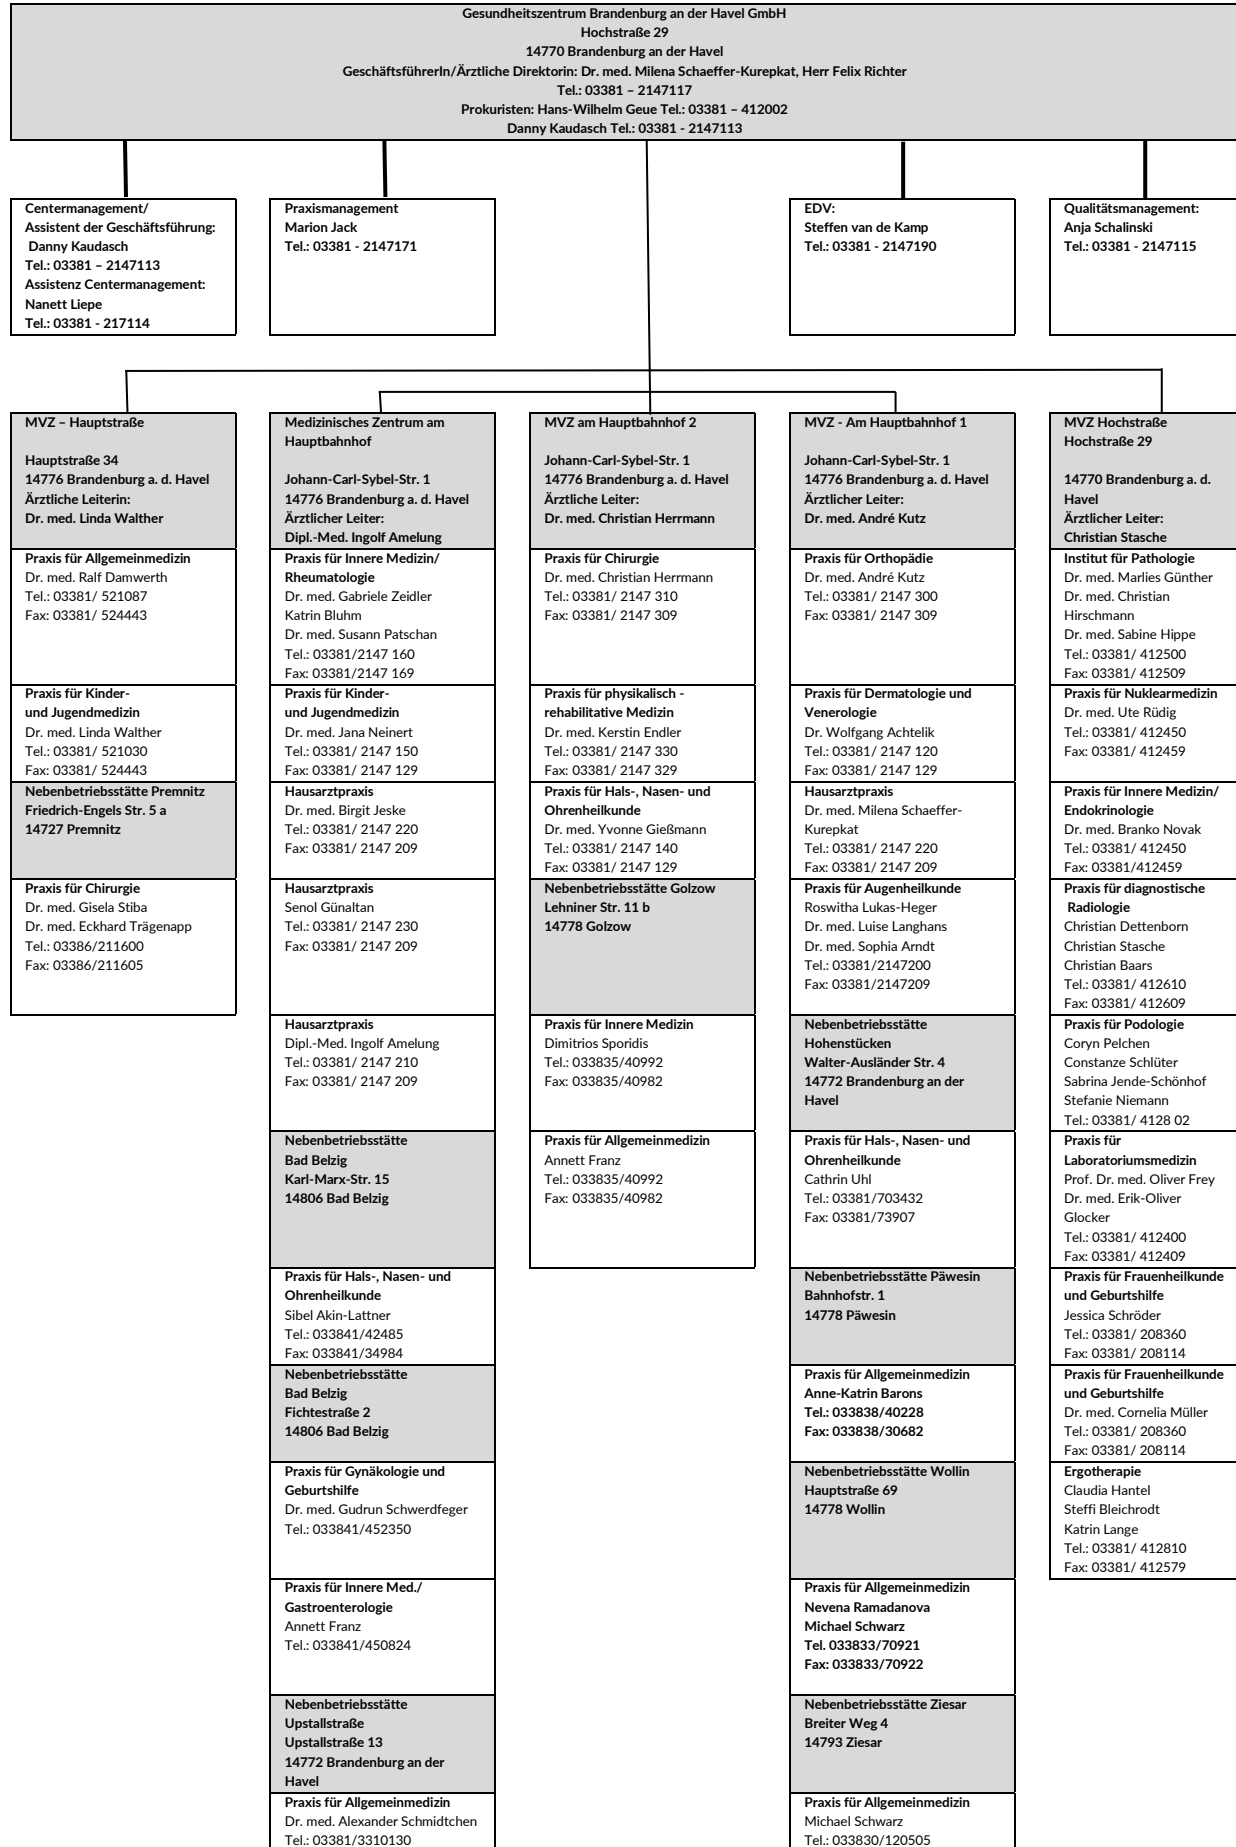 Gesundheitszentrum Brandenburg an der Havel GmbH
Hochstraße 29
14770 Brandenburg an der Havel
GeschäftsführerIn/Ärztliche Direktorin: Dr. med. Milena Schaeffer-Kurepkat, Herr Felix Richter
Tel.: 03381 – 2147117
Prokuristen: Hans-Wilhelm Geue Tel.: 03381 – 412002
Danny Kaudasch Tel.: 03381 - 2147113
Centermanagement/
Assistent der Geschäftsführung:
Danny Kaudasch
Tel.: 03381 – 2147113
Assistenz Centermanagement:
Nanett Liepe
Tel.: 03381 - 217114
Praxismanagement
Marion Jack
Tel.: 03381 - 2147171
EDV:
Steffen van de Kamp
Tel.: 03381 - 2147190
Qualitätsmanagement:
Anja Schalinski
Tel.: 03381 - 2147115
MVZ – Hauptstraße
Hauptstraße 34
14776 Brandenburg a. d. Havel
Ärztliche Leiterin:
Dr. med. Linda Walther
Praxis für Allgemeinmedizin
Dr. med. Ralf Damwerth
Tel.: 03381/ 521087
Fax: 03381/ 524443
Praxis für Kinder-
und Jugendmedizin
Dr. med. Linda Walther
Tel.: 03381/ 521030
Fax: 03381/ 524443
Nebenbetriebsstätte Premnitz
Friedrich-Engels Str. 5 a
14727 Premnitz
Praxis für Chirurgie
Dr. med. Gisela Stiba
Dr. med. Eckhard Trägenapp
Tel.: 03386/211600
Fax: 03386/211605
Medizinisches Zentrum am
Hauptbahnhof
Johann-Carl-Sybel-Str. 1
14776 Brandenburg a. d. Havel
Ärztlicher Leiter:
Dipl.-Med. Ingolf Amelung
Praxis für Innere Medizin/
Rheumatologie
Dr. med. Gabriele Zeidler
Katrin Bluhm
Dr. med. Susann Patschan
Tel.: 03381/2147 160
Fax: 03381/2147 169
Praxis für Kinder-
und Jugendmedizin
Dr. med. Jana Neinert
Tel.: 03381/ 2147 150
Fax: 03381/ 2147 129
Hausarztpraxis
Dr. med. Birgit Jeske
Tel.: 03381/ 2147 220
Fax: 03381/ 2147 209
Hausarztpraxis
Senol Günaltan
Tel.: 03381/ 2147 230
Fax: 03381/ 2147 209
Hausarztpraxis
Dipl.-Med. Ingolf Amelung
Tel.: 03381/ 2147 210
Fax: 03381/ 2147 209
Nebenbetriebsstätte
Bad Belzig
Karl-Marx-Str. 15
14806 Bad Belzig
Praxis für Hals-, Nasen- und
Ohrenheilkunde
Sibel Akin-Lattner
Tel.: 033841/42485
Fax: 033841/34984
Nebenbetriebsstätte
Bad Belzig
Fichtestraße 2
14806 Bad Belzig
Praxis für Gynäkologie und
Geburtshilfe
Dr. med. Gudrun Schwerdfeger
Tel.: 033841/452350
Praxis für Innere Med./
Gastroenterologie
Annett Franz
Tel.: 033841/450824
Nebenbetriebsstätte
Upstallstraße
Upstallstraße 13
14772 Brandenburg an der
Havel
Praxis für Allgemeinmedizin
Dr. med. Alexander Schmidtchen
Tel.: 03381/3310130
MVZ am Hauptbahnhof 2
Johann-Carl-Sybel-Str. 1
14776 Brandenburg a. d. Havel
Ärztliche Leiter:
Dr. med. Christian Herrmann
Praxis für Chirurgie
Dr. med. Christian Herrmann
Tel.: 03381/ 2147 310
Fax: 03381/ 2147 309
Praxis für physikalisch -
rehabilitative Medizin
Dr. med. Kerstin Endler
Tel.: 03381/ 2147 330
Fax: 03381/ 2147 329
Praxis für Hals-, Nasen- und
Ohrenheilkunde
Dr. med. Yvonne Gießmann
Tel.: 03381/ 2147 140
Fax: 03381/ 2147 129
Nebenbetriebsstätte Golzow
Lehniner Str. 11 b
14778 Golzow
Praxis für Innere Medizin
Dimitrios Sporidis
Tel.: 033835/40992
Fax: 033835/40982
Praxis für Allgemeinmedizin
Annett Franz
Tel.: 033835/40992
Fax: 033835/40982
MVZ - Am Hauptbahnhof 1
Johann-Carl-Sybel-Str. 1
14776 Brandenburg a. d. Havel
Ärztlicher Leiter:
Dr. med. André Kutz
Praxis für Orthopädie
Dr. med. André Kutz
Tel.: 03381/ 2147 300
Fax: 03381/ 2147 309
Praxis für Dermatologie und
Venerologie
Dr. Wolfgang Achtelik
Tel.: 03381/ 2147 120
Fax: 03381/ 2147 129
Hausarztpraxis
Dr. med. Milena Schaeffer-
Kurepkat
Tel.: 03381/ 2147 220
Fax: 03381/ 2147 209
Praxis für Augenheilkunde
Roswitha Lukas-Heger
Dr. med. Luise Langhans
Dr. med. Sophia Arndt
Tel.: 03381/2147200
Fax: 03381/2147209
Nebenbetriebsstätte
Hohenstücken
Walter-Ausländer Str. 4
14772 Brandenburg an der
Havel
Praxis für Hals-, Nasen- und
Ohrenheilkunde
Cathrin Uhl
Tel.: 03381/703432
Fax: 03381/73907
Nebenbetriebsstätte Päwesin
Bahnhofstr. 1
14778 Päwesin
Praxis für Allgemeinmedizin
Anne-Katrin Barons
Tel.: 033838/40228
Fax: 033838/30682
Nebenbetriebsstätte Wollin
Hauptstraße 69
14778 Wollin
Praxis für Allgemeinmedizin
Nevena Ramadanova
Michael Schwarz
Tel. 033833/70921
Fax: 033833/70922
Nebenbetriebsstätte Ziesar
Breiter Weg 4
14793 Ziesar
Praxis für Allgemeinmedizin
Michael Schwarz
Tel.: 033830/120505
MVZ Hochstraße
Hochstraße 29
14770 Brandenburg a. d.
Havel
Ärztlicher Leiter:
Christian Stasche
Institut für Pathologie
Dr. med. Marlies Günther
Dr. med. Christian
Hirschmann
Dr. med. Sabine Hippe
Tel.: 03381/ 412500
Fax: 03381/ 412509
Praxis für Nuklearmedizin
Dr. med. Ute Rüdig
Tel.: 03381/ 412450
Fax: 03381/ 412459
Praxis für Innere Medizin/
Endokrinologie
Dr. med. Branko Novak
Tel.: 03381/ 412450
Fax: 03381/412459
Praxis für diagnostische
Radiologie
Christian Dettenborn
Christian Stasche
Christian Baars
Tel.: 03381/ 412610
Fax: 03381/ 412609
Praxis für Podologie
Coryn Pelchen
Constanze Schlüter
Sabrina Jende-Schönhof
Stefanie Niemann
Tel.: 03381/ 4128 02
Praxis für
Laboratoriumsmedizin
Prof. Dr. med. Oliver Frey
Dr. med. Erik-Oliver
Glocker
Tel.: 03381/ 412400
Fax: 03381/ 412409
Praxis für Frauenheilkunde
und Geburtshilfe
Jessica Schröder
Tel.: 03381/ 208360
Fax: 03381/ 208114
Praxis für Frauenheilkunde
und Geburtshilfe
Dr. med. Cornelia Müller
Tel.: 03381/ 208360
Fax: 03381/ 208114
Ergotherapie
Claudia Hantel
Steffi Bleichrodt
Katrin Lange
Tel.: 03381/ 412810
Fax: 03381/ 412579